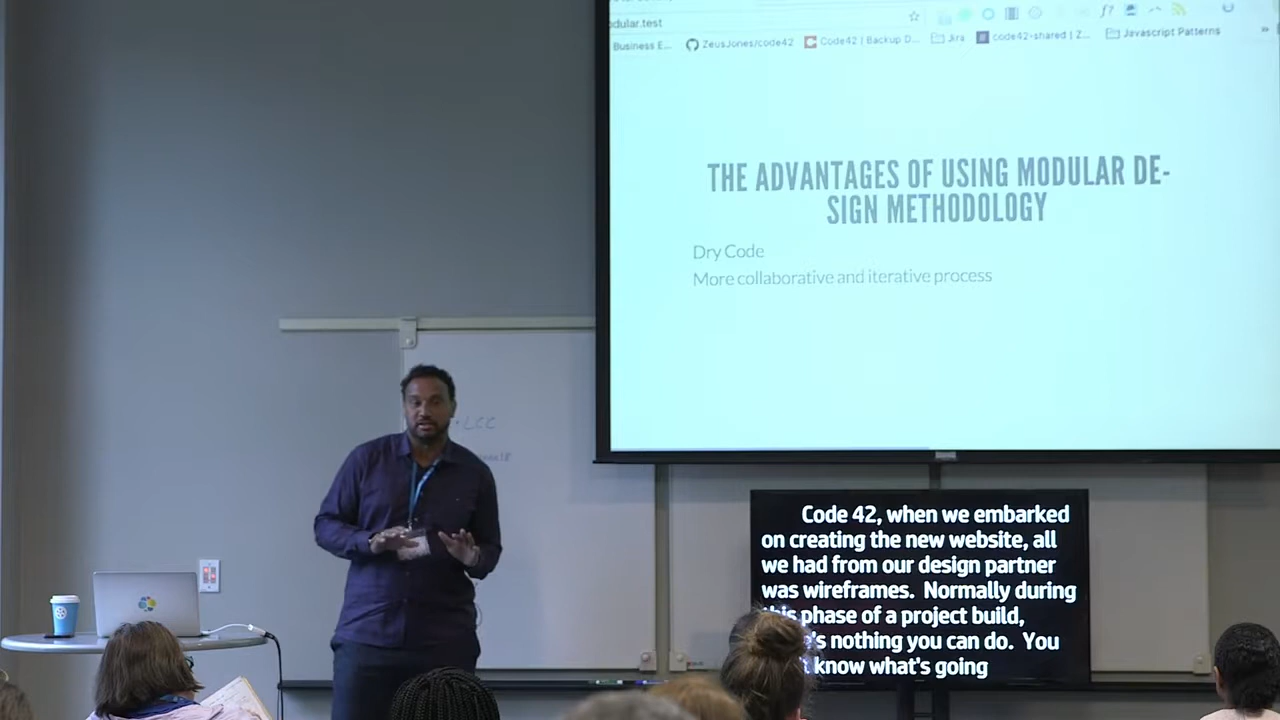 dular.test
Business E... ZeusJones/code42 Code42 | Backup D... Jira code42-shared | Z... Javascript Patterns »
f?
THE ADVANTAGES OF USING MODULAR DE-
SIGN METHODOLOGY
Dry Code
More collaborative and iterative process
Code 42, when we embarked
on creating the new website, all
we had from our design partner
was wireframes. Normally during
this phase of a project build,
's nothing you can do. You
t know what's going